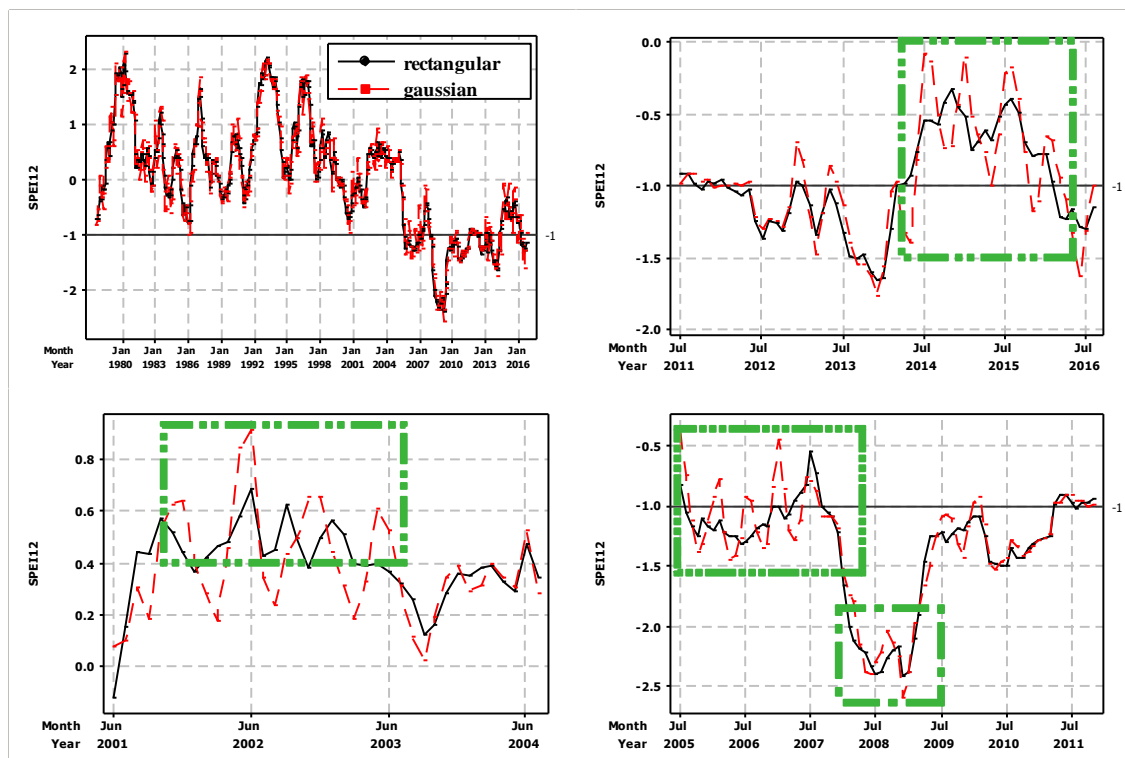 rectangular
gaussian
2
1
0
-1
-2
SPEI12
-1
Month Jan Jan Jan Jan Jan Jan Jan Jan Jan Jan Jan Jan Jan
Year 1980 1983 1986 1989 1992 1995 1998 2001 2004 2007 2010 2013 2016
0.0
-0.5
-1.0
-1.5
-2.0
SPEI12
-1
Month Jul Jul Jul Jul Jul Jul
Year 2011 2012 2013 2014 2015 2016
0.8
0.6
0.4
0.2
0.0
SPEI12
Month Jun Jun Jun Jun
Year 2001 2002 2003 2004
-0.5
-1.0
-1.5
-2.0
-2.5
SPEI12
-1
Month Jul Jul Jul Jul Jul Jul Jul
Year 2005 2006 2007 2008 2009 2010 2011